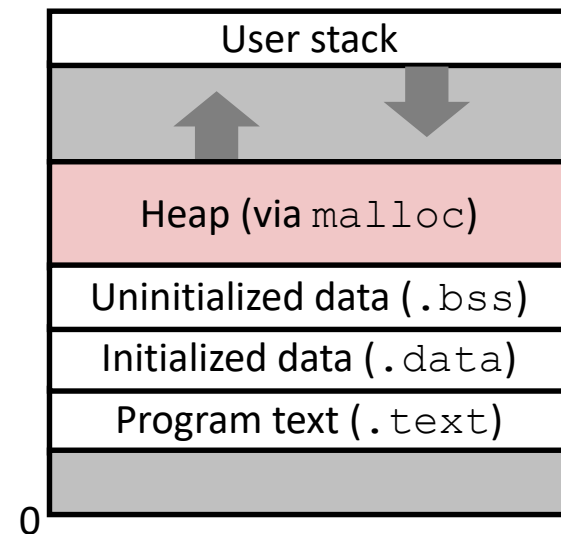 User stack
Heap (via malloc)
Uninitialized data (.bss)
Initialized data (.data)
Program text (.text)
0